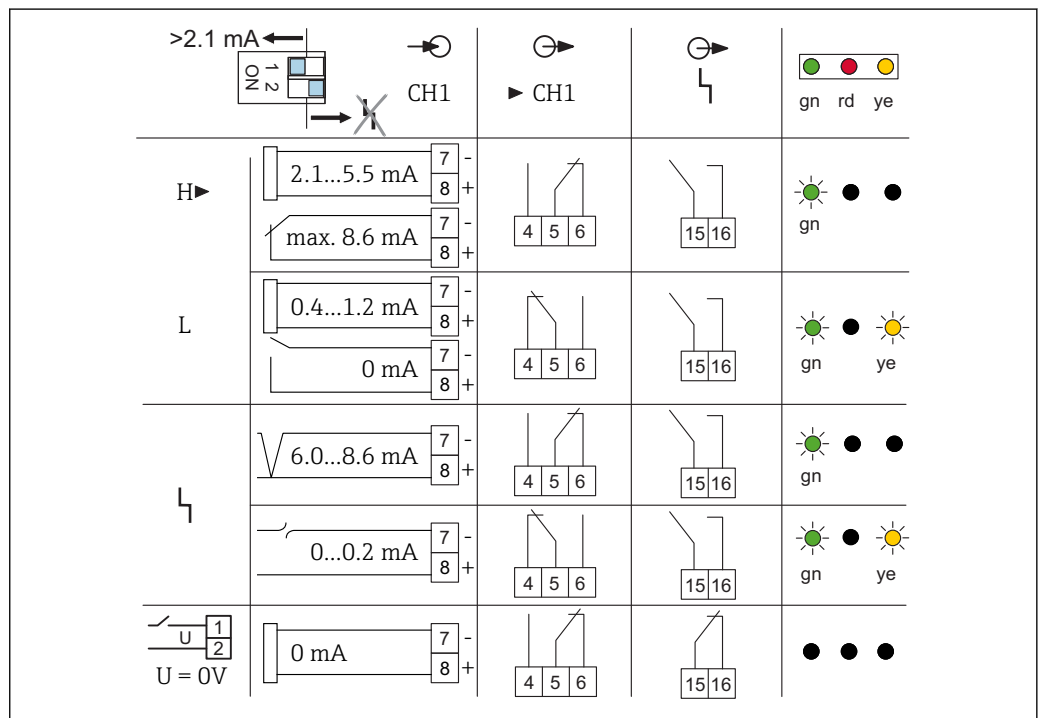 >2.1 mA
1 2
ON
CH1
► CH1
gn rd ye
H►
2.1...5.5 mA 7 -
8 +
max. 8.6 mA 7 -
8 +
4 5 6
15 16
gn
L
0.4...1.2 mA 7 -
8 +
0 mA 7 -
8 +
4 5 6
15 16
gn ye
6.0...8.6 mA 7 -
8 +
4 5 6
15 16
gn
0...0.2 mA 7 -
8 +
4 5 6
15 16
gn ye
U 1
2
U = 0V
0 mA 7 -
8 +
4 5 6
15 16